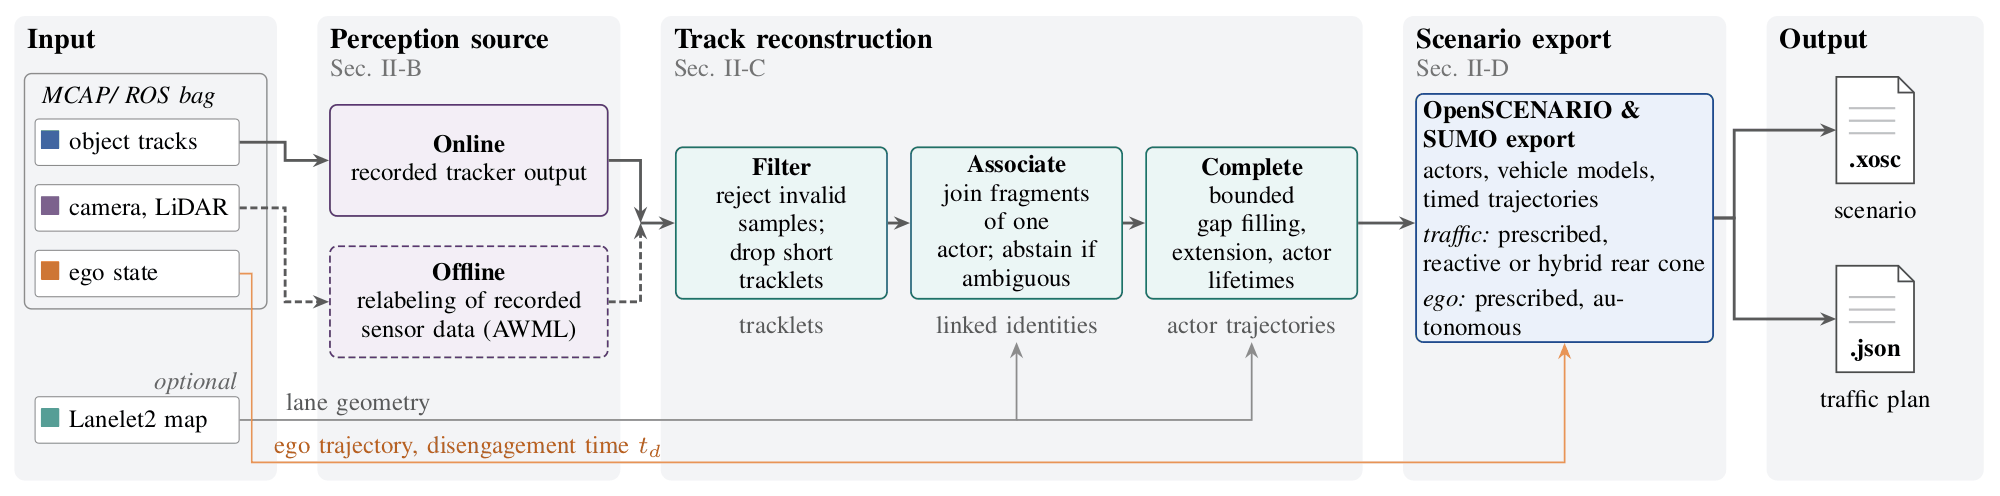 Input
MCAP/ ROS bag
object tracks
camera, LiDAR
ego state
optional
Lanelet2 map
Perception source
Sec. II-B
Online
recorded tracker output
Offline
relabeling of recorded
sensor data (AWML)
lane geometry
ego trajectory, disengagement time t_d
Track reconstruction
Sec. II-C
Filter
reject invalid
samples;
drop short
tracklets
tracklets
Associate
join fragments
of one
actor; abstain if
ambiguous
linked identities
Complete
bounded
gap filling,
extension, actor
lifetimes
actor trajectories
Scenario export
Sec. II-D
OpenSCENARIO &
SUMO export
actors, vehicle models,
timed trajectories
traffic: prescribed,
reactive or hybrid rear cone
ego: prescribed, au-
tonomous
Output
.xosc
scenario
.json
traffic plan